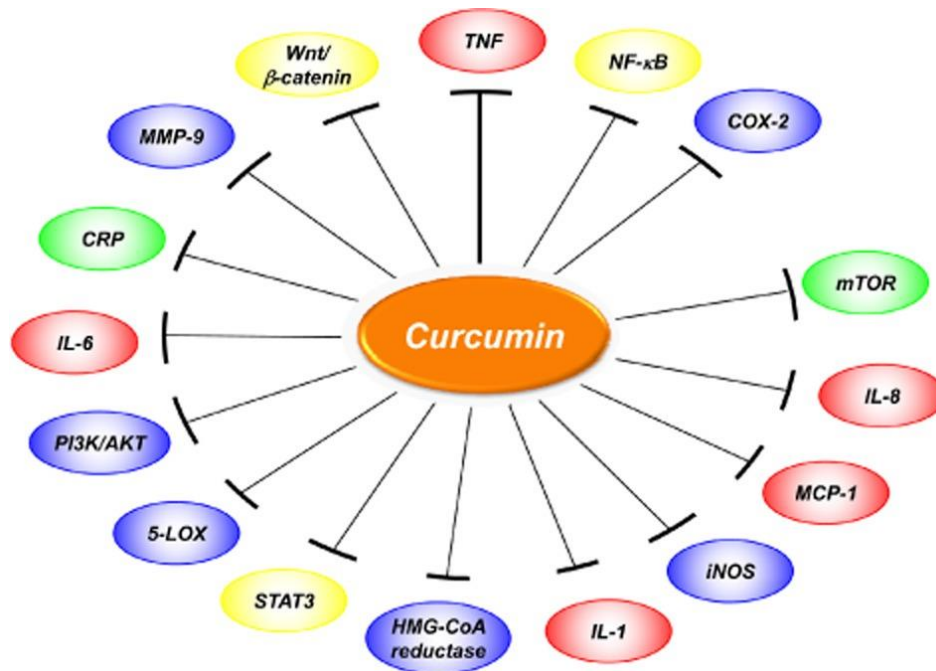 TNF
Wnt/
β-catenin
NF-κB
COX-2
MMP-9
CRP
mTOR
Curcumin
IL-6
IL-8
PI3K/AKT
MCP-1
5-LOX
iNOS
STAT3
HMG-CoA
reductase
IL-1